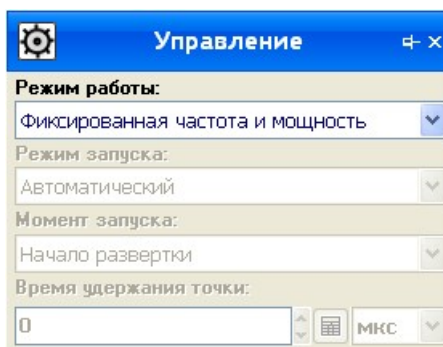 Управление
Режим работы:
Фиксированная частота и мощность
Режим запуска:
Автоматический
Момент запуска:
Начало развертки
Время удержания точки:
0 мкс